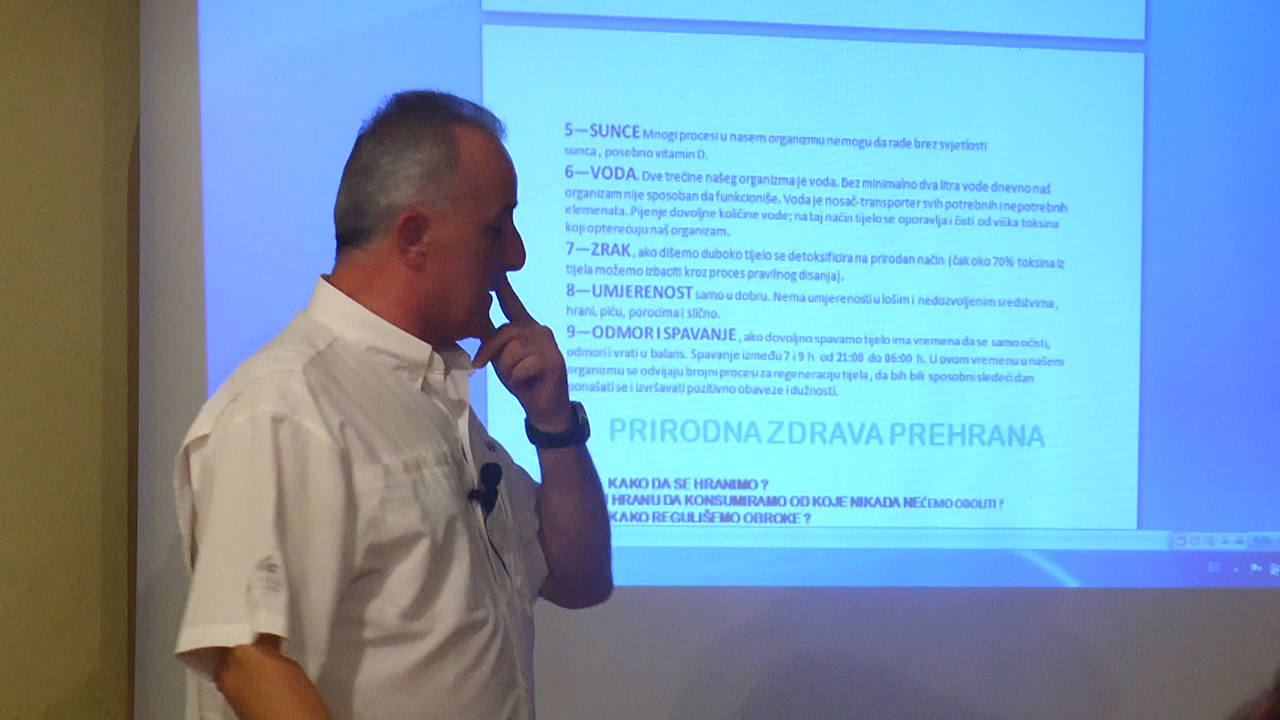 5—SUNCE Mnogi procesi u nasem organizmu nemogu da rade brez svjetlosti
sunca, posebno vitamin D.
6—VODA. Dve trećine našeg organizma je voda. Bez minimalno dva litra vode dnevno naš
organizam nije sposoban da funkcioniše. Voda je nosač-transporter svih potrebnih i nepotrebnih
elemenata. Pijenje dovoljne količine vode; na taj način tijelo se oporavlja i čisti od viška toksina
koji opterećuju naš organizam.
7—ZRAK, ako dišemo duboko tijelo se detoksificira na prirodan način (čak oko 70% toksina iz
tijela možemo izbaciti kroz proces pravilnog disanja).
8—UMJERENOST samo u dobru. Nema umjerenosti u lošim i nedozvoljenim sredstvima,
hrani, piću, porocima i slično.
9—ODMOR I SPAVANJE, ako dovoljno spavamo tijelo ima vremena da se samo očisti,
odmori i vrati u balans. Spavanje između 7 i 9 h od 21:00 do 06:00 h. U ovom vremenu u našem
organizmu se odvijaju brojni procesi za regeneraciju tijela, da bih bili sposobni sledeći dan
ponašati se i izvršavati pozitivno obaveze i dužnosti.
PRIRODNA ZDRAVA PREHRANA
KAKO DA SE HRANIMO ?
HRANU DA KONSUMIRAMO OD KOJE NIKADA NEĆEMO OBOLITI ?
KAKO REGULIŠEMO OBROKE ?